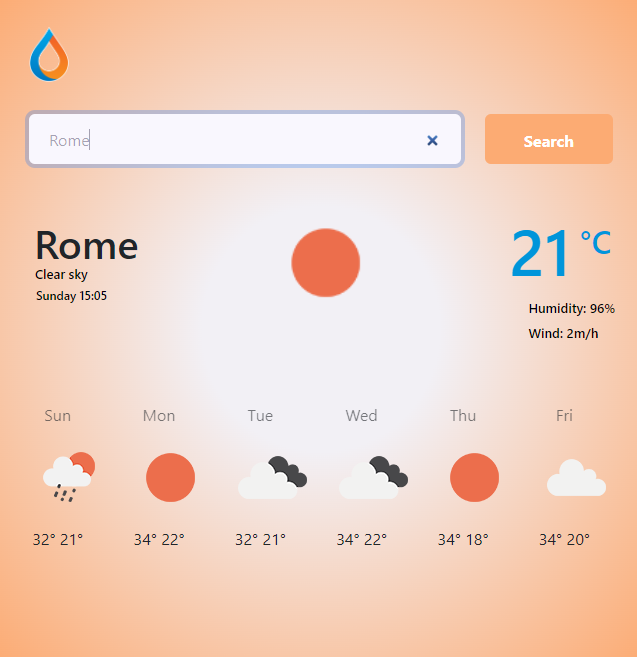 Rome
Search
Rome
Clear sky
Sunday 15:05
21 °C
Humidity: 96%
Wind: 2m/h
Sun Mon Tue Wed Thu Fri
32° 21° 34° 22° 32° 21° 34° 22° 34° 18° 34° 20°